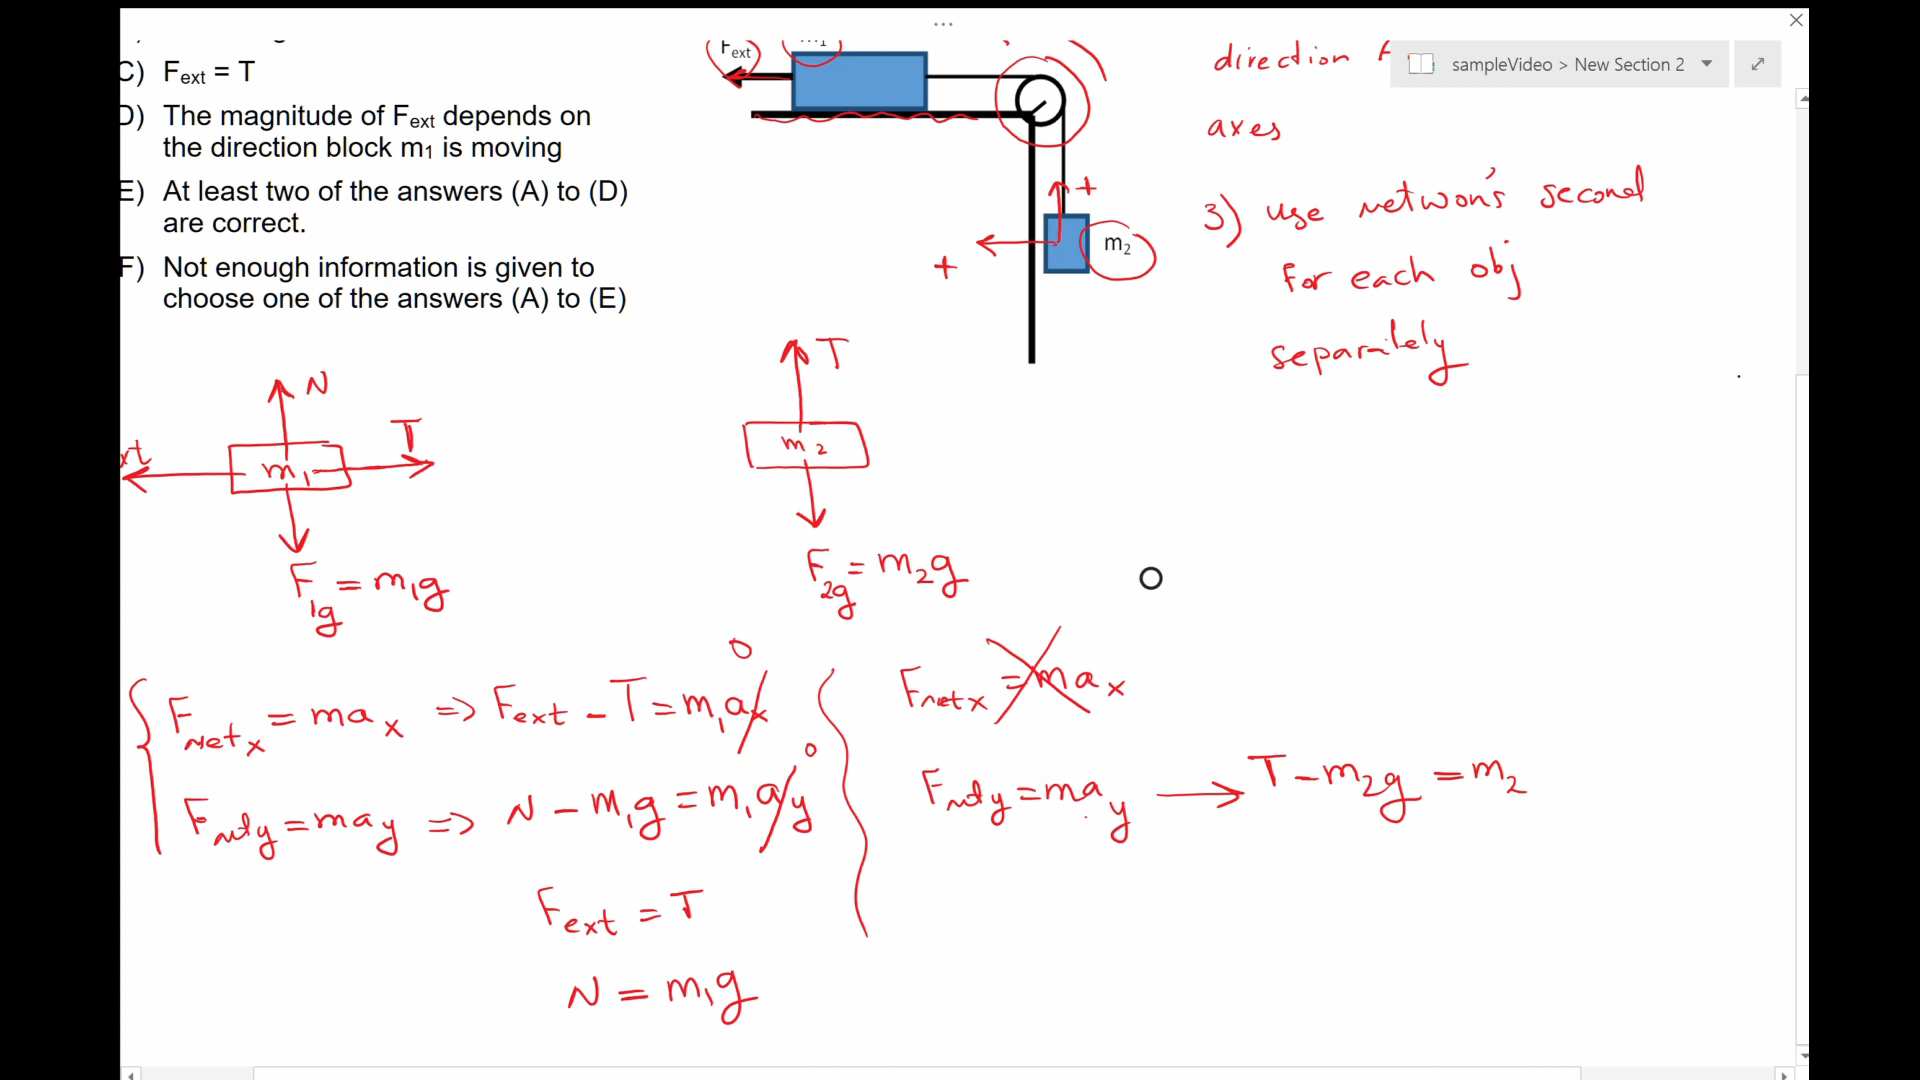 C) Fext = T
D) The magnitude of Fext depends on
the direction block m1 is moving
E) At least two of the answers (A) to (D)
are correct.
F) Not enough information is given to
choose one of the answers (A) to (E)
Fext
m1
+
+
m2
direction
axes
3) use netwon's second
for each obj
separately
sampleVideo > New Section 2
N
T
xt
m1
F1g = m1g
T
m2
F2g = m2g
Fnetx = max => Fext - T = m1ax 0
Fnety = may => N - m1g = m1ay 0
Fext = T
N = m1g
Fnetx = max
Fnety = may → T - m2g = m2